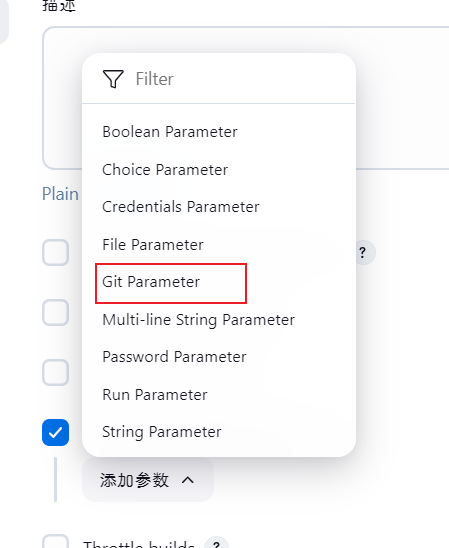 描述
Filter
Boolean Parameter
Choice Parameter
Credentials Parameter
File Parameter
Git Parameter
Multi-line String Parameter
Password Parameter
Run Parameter
String Parameter
Plain
?
添加参数
Throttle builds ?